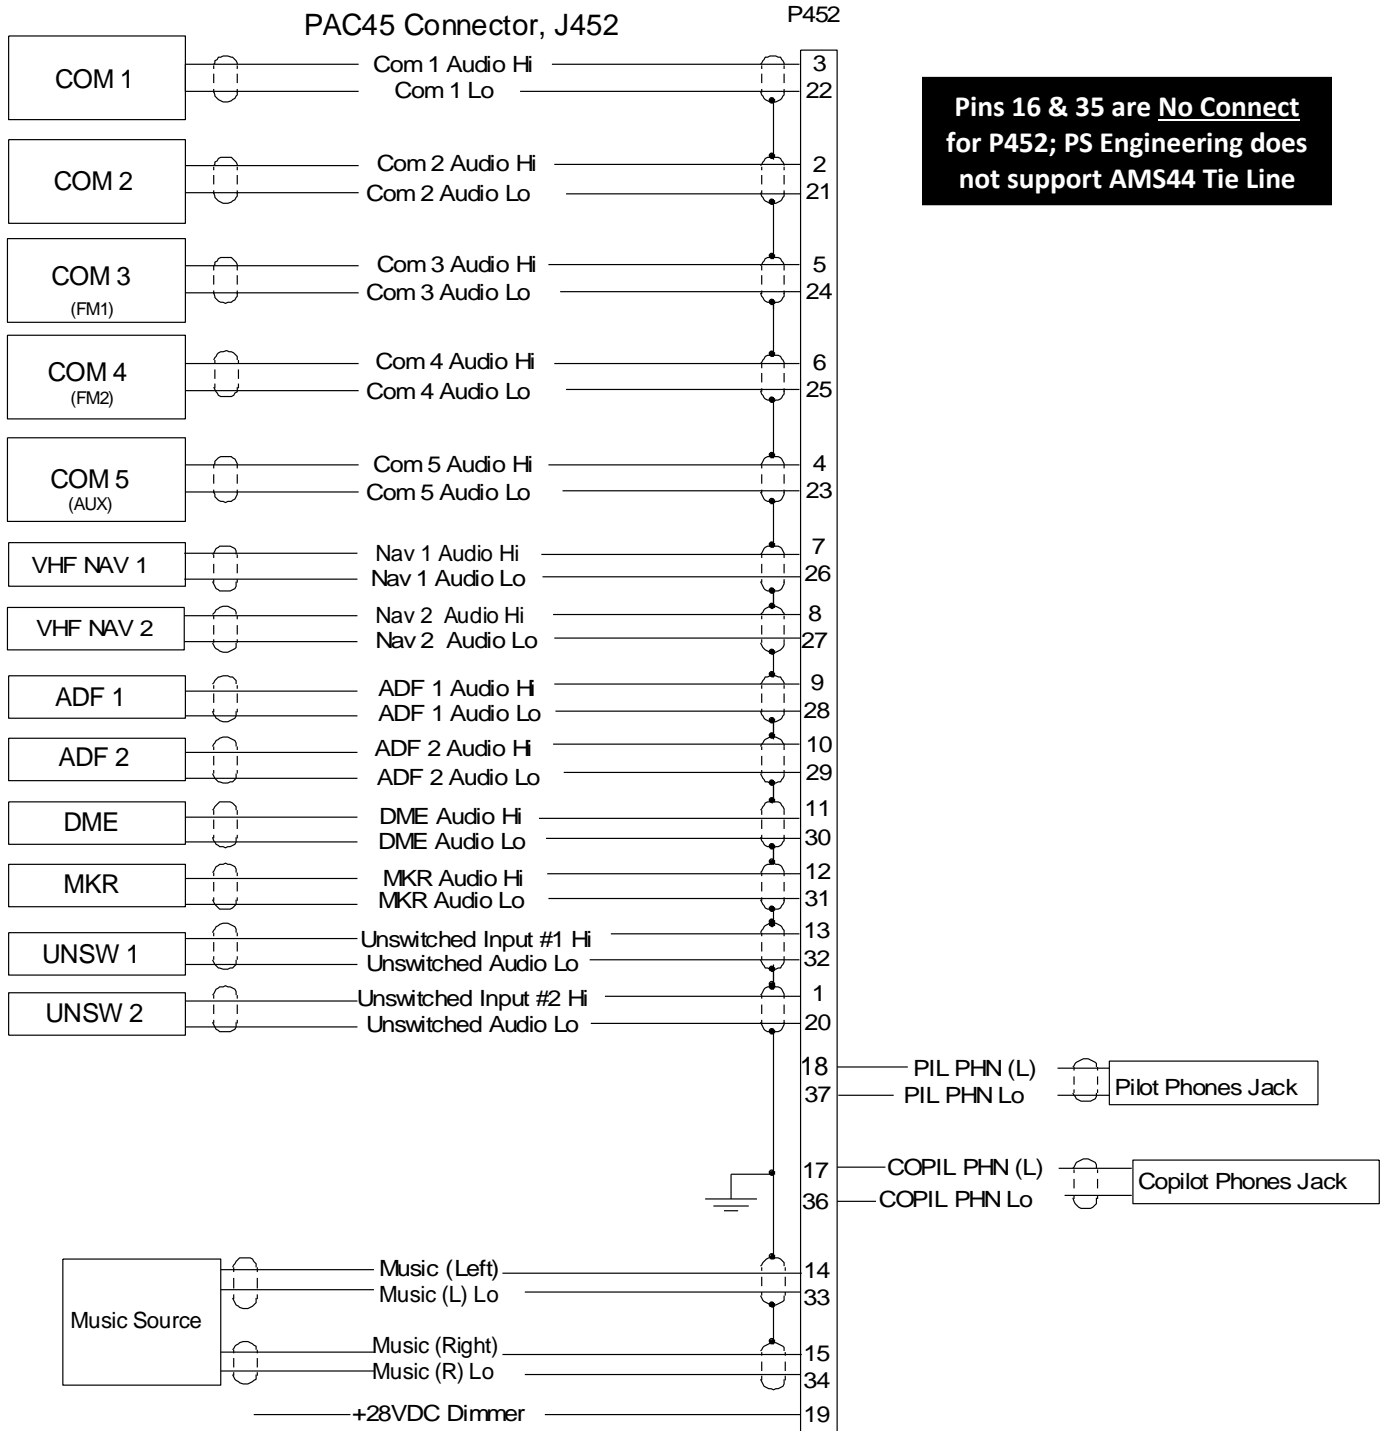 PAC45 Connector, J452
P452
COM 1
Com 1 Audio Hi
3
Com 1 Lo
22
Pins 16 & 35 are No Connect
for P452; PS Engineering does
not support AMS44 Tie Line
COM 2
Com 2 Audio Hi
2
Com 2 Audio Lo
21
COM 3
(FM1)
Com 3 Audio Hi
5
Com 3 Audio Lo
24
COM 4
(FM2)
Com 4 Audio Hi
6
Com 4 Audio Lo
25
COM 5
(AUX)
Com 5 Audio Hi
4
Com 5 Audio Lo
23
VHF NAV 1
Nav 1 Audio Hi
7
Nav 1 Audio Lo
26
VHF NAV 2
Nav 2 Audio Hi
8
Nav 2 Audio Lo
27
ADF 1
ADF 1 Audio Hi
9
ADF 1 Audio Lo
28
ADF 2
ADF 2 Audio Hi
10
ADF 2 Audio Lo
29
DME
DME Audio Hi
11
DME Audio Lo
30
MKR
MKR Audio Hi
12
MKR Audio Lo
31
UNSW 1
Unswitched Input #1 Hi
13
Unswitched Audio Lo
32
UNSW 2
Unswitched Input #2 Hi
1
Unswitched Audio Lo
20
18
PIL PHN (L)
37
PIL PHN Lo
Pilot Phones Jack
17
COPIL PHN (L)
36
COPIL PHN Lo
Copilot Phones Jack
Music Source
Music (Left)
14
Music (L) Lo
33
Music (Right)
15
Music (R) Lo
34
+28VDC Dimmer
19